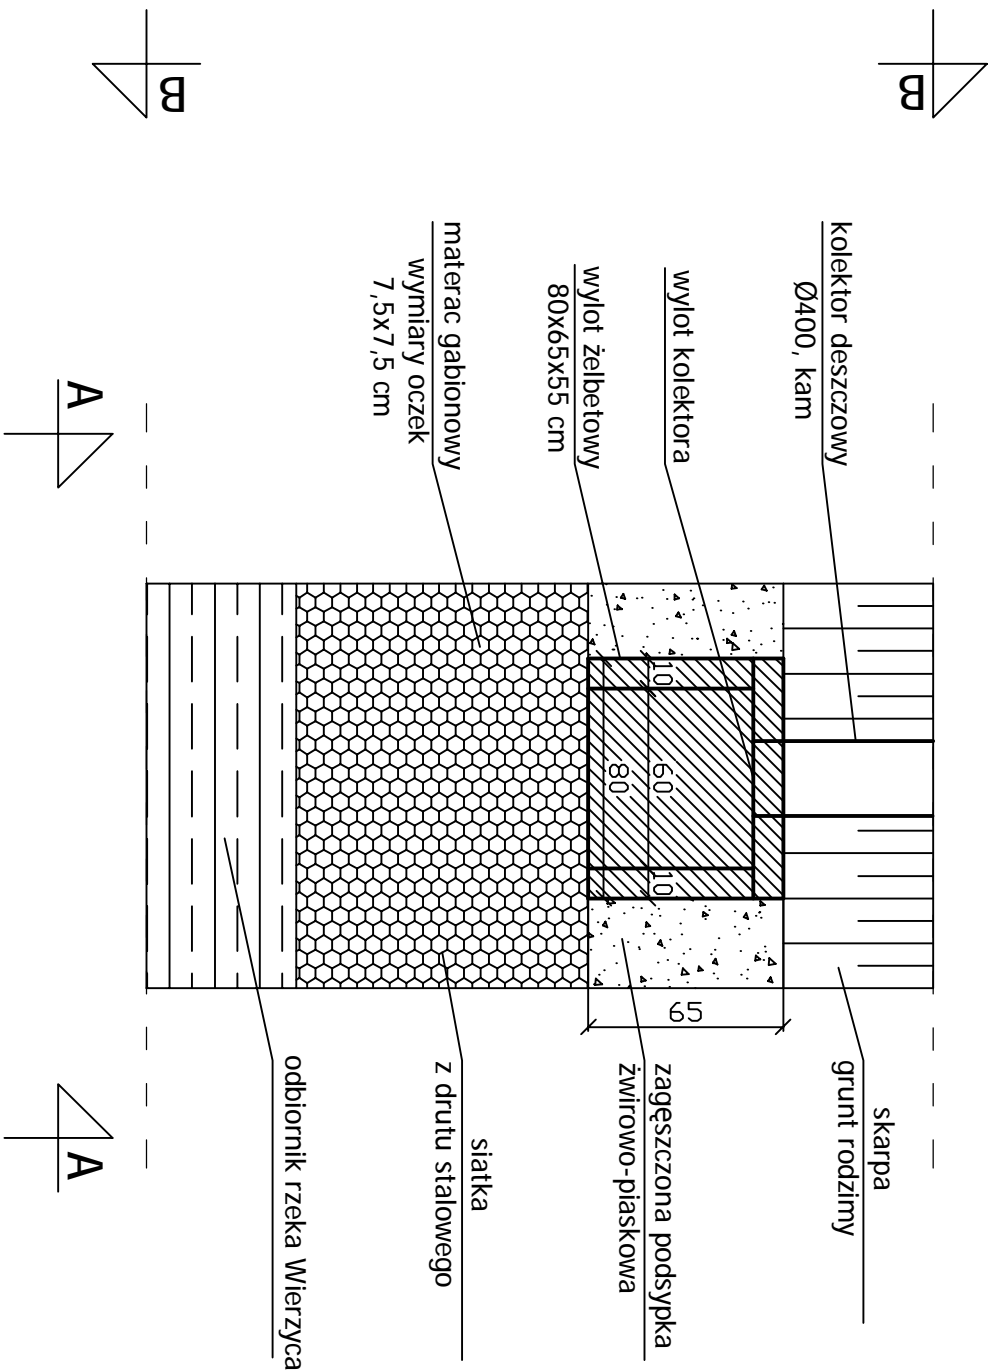 B
B
kolektor deszczowy
Ø400, kam
wylot kolektora
wylot żelbetowy
80x65x55 cm
materac gabionowy
wymiary oczek
7,5x7,5 cm
A
10
60
10
80
65
skarpa
grunt rodzimy
zagęszczona podsypka
żwirowo-piaskowa
siatka
z drutu stalowego
odbiornik rzeka Wierzyca
A